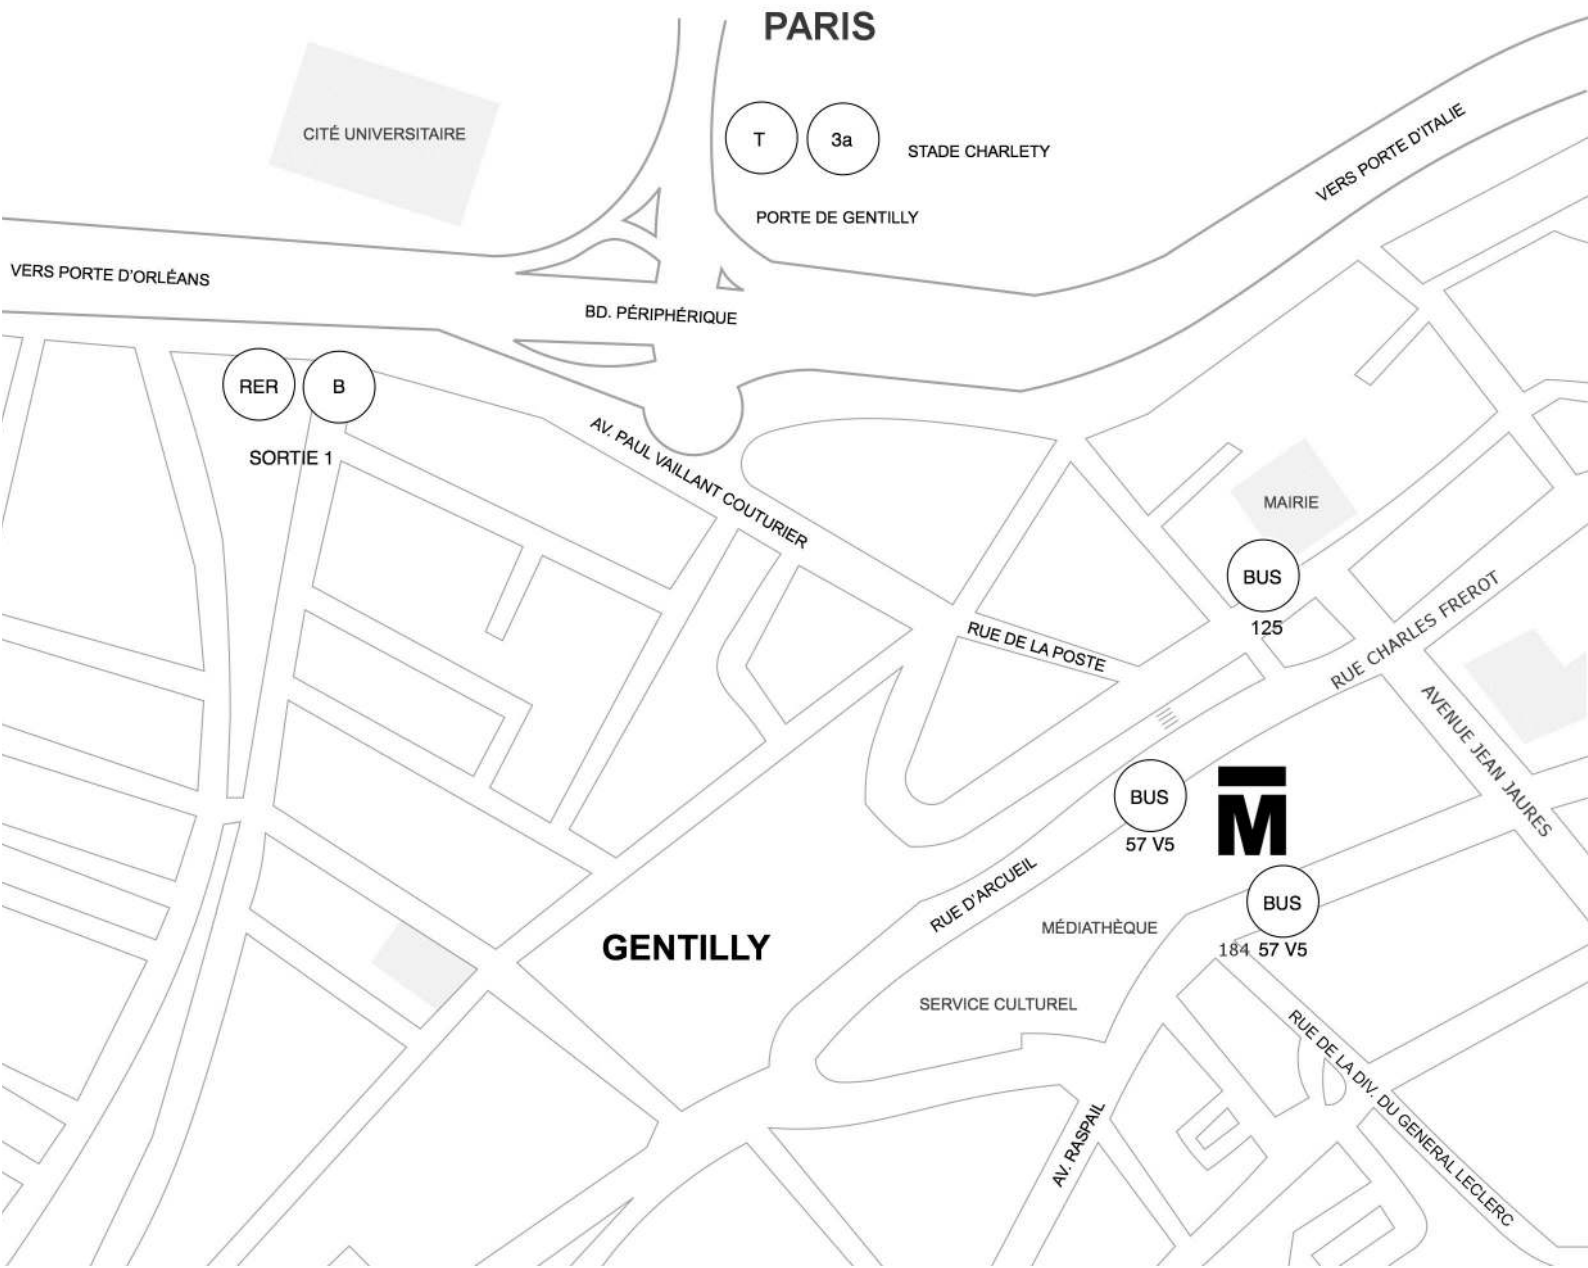 PARIS
CITÉ UNIVERSITAIRE
T
3a
STADE CHARLETY
VERS PORTE D'ITALIE
PORTE DE GENTILLY
VERS PORTE D'ORLÉANS
BD. PÉRIPHÉRIQUE
RER
B
SORTIE 1
AV. PAUL VAILLANT COUTURIER
MAIRIE
BUS
125
RUE DE LA POSTE
RUE CHARLES FREROT
AVENUE JEAN JAURES
BUS
57 V5
M
RUE D'ARCUEIL
BUS
184 57 V5
MÉDIATHÈQUE
GENTILLY
SERVICE CULTUREL
RUE DE LA DIV. DU GENERAL LECLERC
AV. RASPAIL